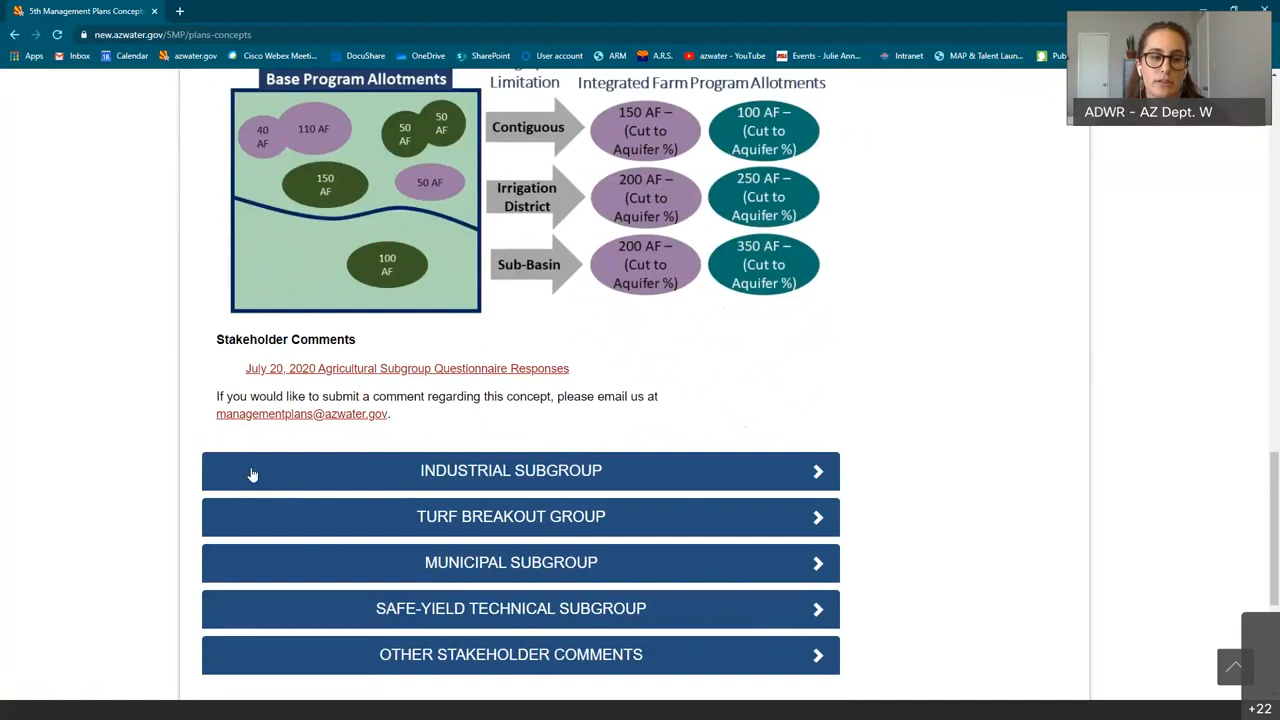 5th Management Plans Concept
new.azwater.gov/5MP/plans-concepts
Apps
Inbox
Calendar
azwater.gov
Cisco Webex Meeti...
DocuShare
OneDrive
SharePoint
User account
ARM
A.R.S.
azwater - YouTube
Events - Julie Ann...
Intranet
MAP & Talent Laun...
ADWR - AZ Dept. W
Base Program Allotments
Limitation
Integrated Farm Program Allotments
40
AF
110 AF
50
AF
50
AF
150
AF
50 AF
100
AF
Contiguous
150 AF –
(Cut to
Aquifer %)
100 AF –
(Cut to
Aquifer %)
Irrigation
District
200 AF –
(Cut to
Aquifer %)
250 AF –
(Cut to
Aquifer %)
Sub-Basin
200 AF –
(Cut to
Aquifer %)
350 AF –
(Cut to
Aquifer %)
Stakeholder Comments
July 20, 2020 Agricultural Subgroup Questionnaire Responses
If you would like to submit a comment regarding this concept, please email us at
managementplans@azwater.gov.
INDUSTRIAL SUBGROUP
TURF BREAKOUT GROUP
MUNICIPAL SUBGROUP
SAFE-YIELD TECHNICAL SUBGROUP
OTHER STAKEHOLDER COMMENTS
+22